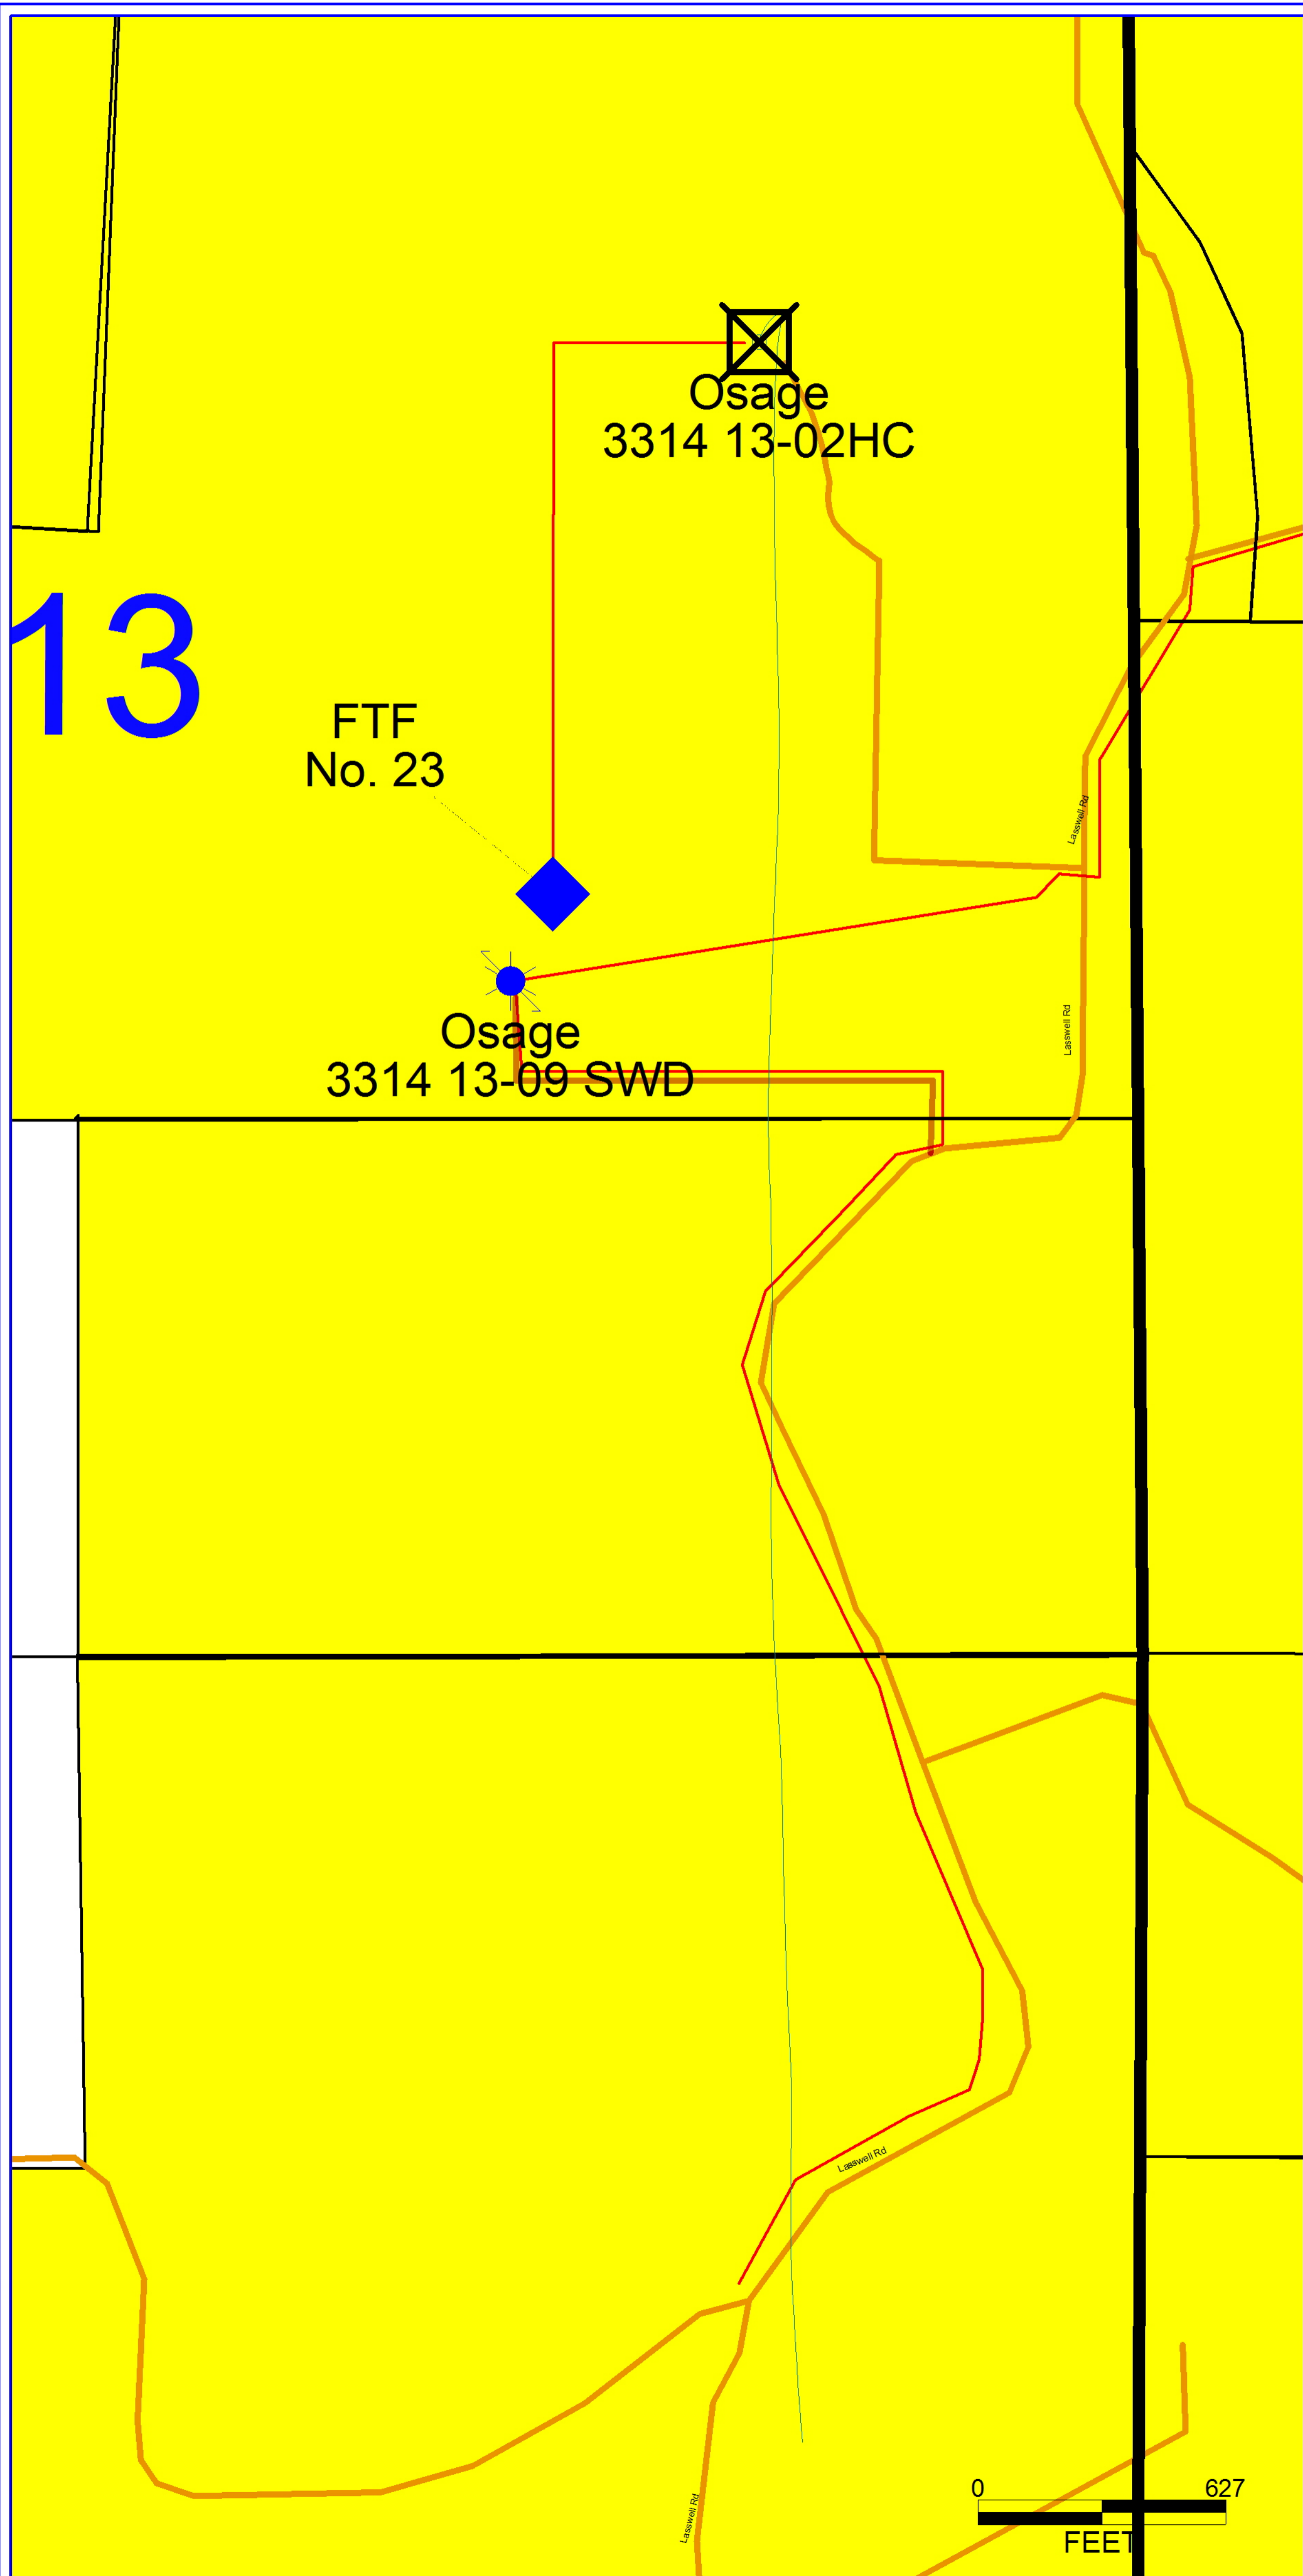 Osage
3314 13-02HC
13
FTF
No. 23
Lasswell Rd
Osage
3314 13-09 SWD
Lasswell Rd
Lasswell Rd
Lasswell Rd
0 627
FEET